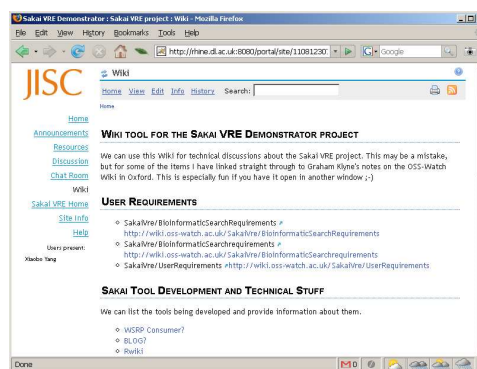 Sakai VRE Demonstrator : Sakai VRE project : Wiki - Mozilla Firefox
File Edit View History Bookmarks Tools Help
http://rhine.dl.ac.uk:8080/portal/site/11081230
Google
JISC
Wiki
Home View Edit Info History Search:
Home
Home
Announcements
Resources
Discussion
Chat Room
Wiki
Sakai VRE Home
Site Info
Help
Users present:
Xiaobo Yang
WIKI TOOL FOR THE SAKAI VRE DEMONSTRATOR PROJECT
We can use this Wiki for technical discussions about the Sakai VRE project. This may be a mistake,
but for some of the items I have linked straight through to Graham Klyne's notes on the OSS-Watch
Wiki in Oxford. This is especially fun if you have it open in another window ;-)
USER REQUIREMENTS
SakaiVre/BioInformaticSearchRequirements
http://wiki.oss-watch.ac.uk/SakaiVre/BioInformaticSearchRequirements
SakaiVre/BioInformaticSearchrequirements
http://wiki.oss-watch.ac.uk/SakaiVre/BioInformaticSearchrequirements
SakaiVre/UserRequirements http://wiki.oss-watch.ac.uk/SakaiVre/UserRequirements
SAKAI TOOL DEVELOPMENT AND TECHNICAL STUFF
We can list the tools being developed and provide information about them.
WSRP Consumer?
BLOG?
Rwiki
Done
0